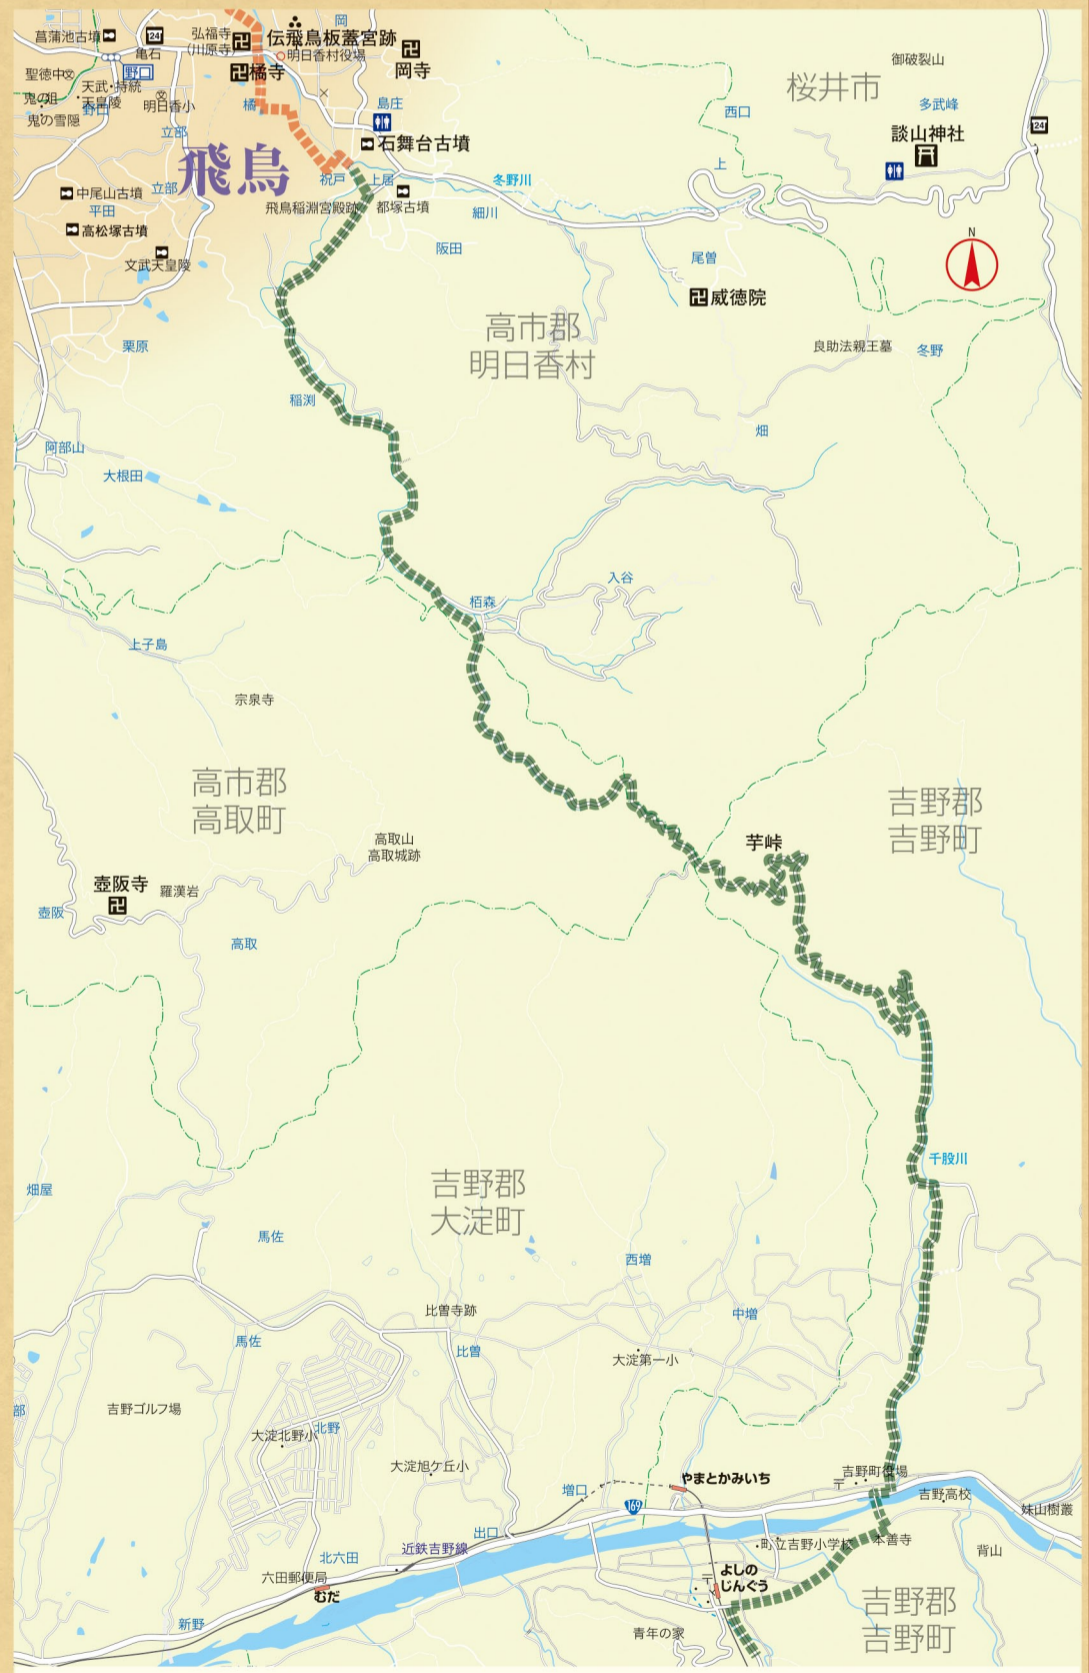 岡
菖蒲池古墳
124
亀石
弘福寺
(川原寺)
伝飛鳥板蓋宮跡
明日香村役場
岡寺
聖徳中
野口
天武・持統
天皇陵
橘寺
鬼の俎
野口
鬼の雪隠
明日香小
橘
島庄
立部
石舞台古墳
飛鳥
祝戸
上居
冬野川
中尾山古墳
立部
平田
飛鳥稲淵宮殿跡
都塚古墳
細川
高松塚古墳
文武天皇陵
阪田
桜井市
御破裂山
西口
多武峰
124
談山神社
上
尾曽
威徳院
N
高市郡
明日香村
良助法親王墓
冬野
栗原
稲渕
畑
阿部山
大根田
入谷
栢森
上子島
宗泉寺
高市郡
高取町
吉野郡
吉野町
高取山
高取城跡
芋峠
壺阪寺
羅漢岩
壺阪
高取
千股川
吉野郡
大淀町
畑屋
馬佐
西増
比曽寺跡
中増
馬佐
比曽
大淀第一小
部
吉野ゴルフ場
北野
大淀北野小
大淀旭ケ丘小
やまとかみいち
吉野町役場
増口
169
吉野高校
妹山樹叢
出口
近鉄吉野線
町立吉野小学校
本善寺
背山
北六田
六田郵便局
むだ
よしの
じんぐう
吉野郡
吉野町
新野
青年の家